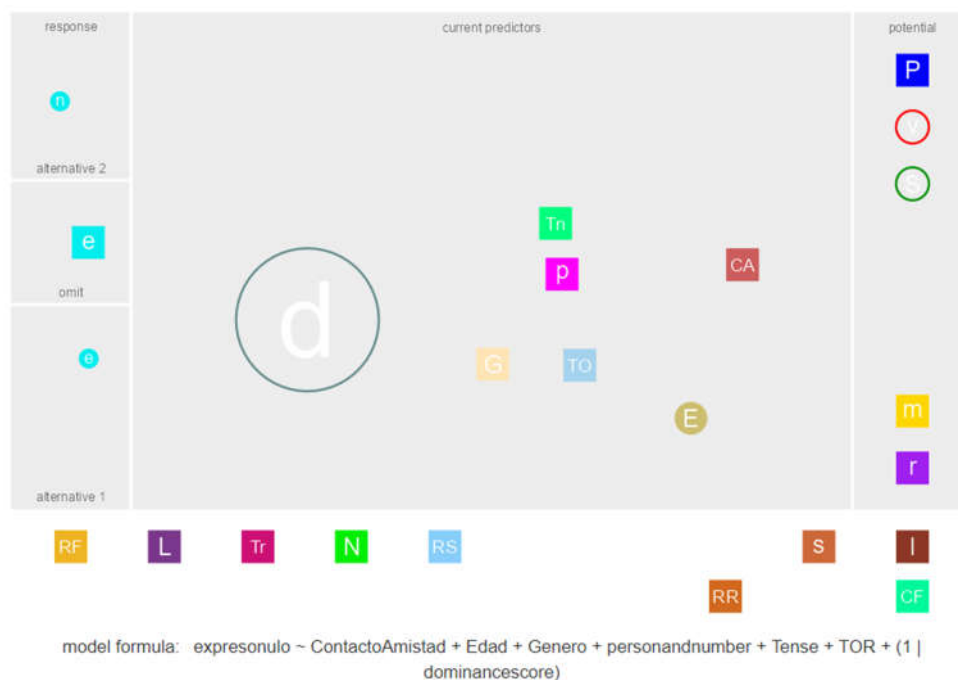 response
current predictors
potential
P
n
V
alternative 2
S
Tn
e
CA
p
omit
d
e
G
TO
m
E
r
alternative 1
RF L Tr N RS s I
RR CF
model formula: expresonulo ~ ContactoAmistad + Edad + Genero + personandnumber + Tense + TOR + (1 |
dominancescore)